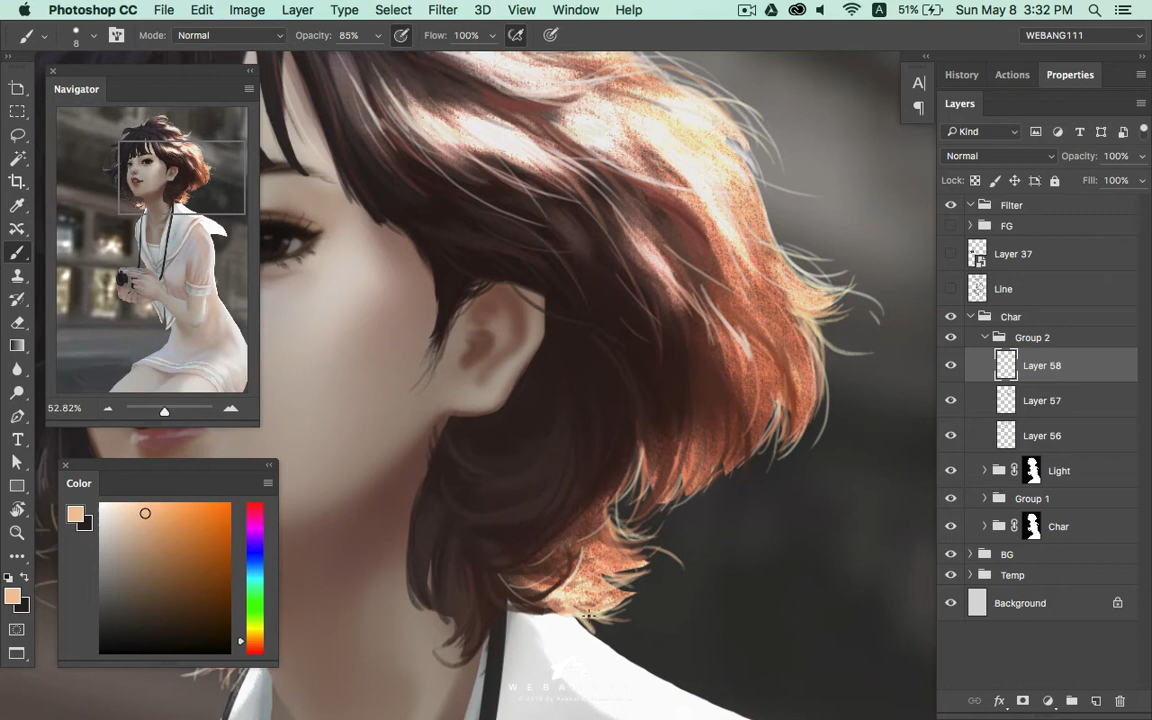 Photoshop CC File Edit Image Layer Type Select Filter 3D View Window Help A 51% Sun May 8 3:32 PM
8 Mode: Normal Opacity: 85% Flow: 100% WEBANG111
Navigator
52.82%
Color
A
History Actions Properties
Layers
Kind
Normal Opacity: 100%
Lock: Fill: 100%
Filter
FG
Layer 37
Line
Char
Group 2
Layer 58
Layer 57
Layer 56
Light
Group 1
Char
BG
Temp
Background